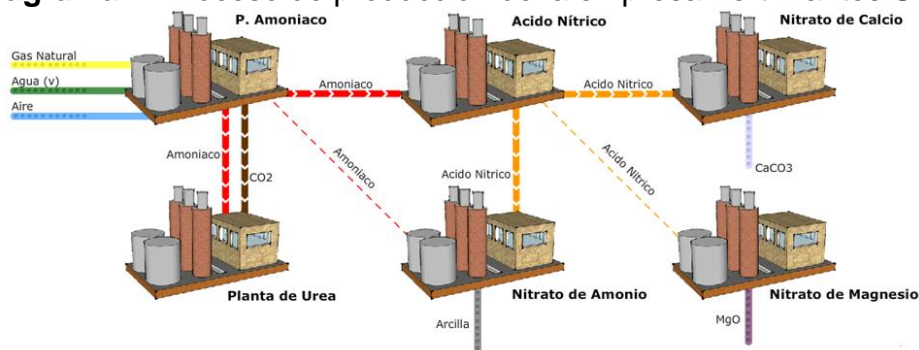 P. Amoniaco
Acido Nítrico
Nitrato de Calcio
Gas Natural
Agua (v)
Aire
Amoniaco
Acido Nitrico
Amoniaco
CO2
Amoniaco
Acido Nitrico
Acido Nitrico
CaCO3
Planta de Urea
Nitrato de Amonio
Nitrato de Magnesio
Arcilla
MgO